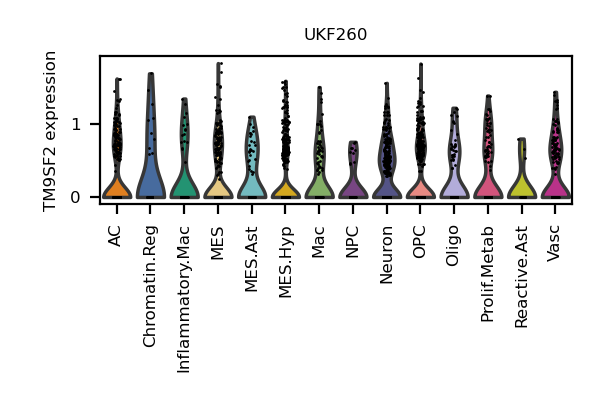 UKF260
TM9SF2 expression
1
0
AC
Chromatin.Reg
Inflammatory.Mac
MES
MES.Ast
MES.Hyp
Mac
NPC
Neuron
OPC
Oligo
Prolif.Metab
Reactive.Ast
Vasc